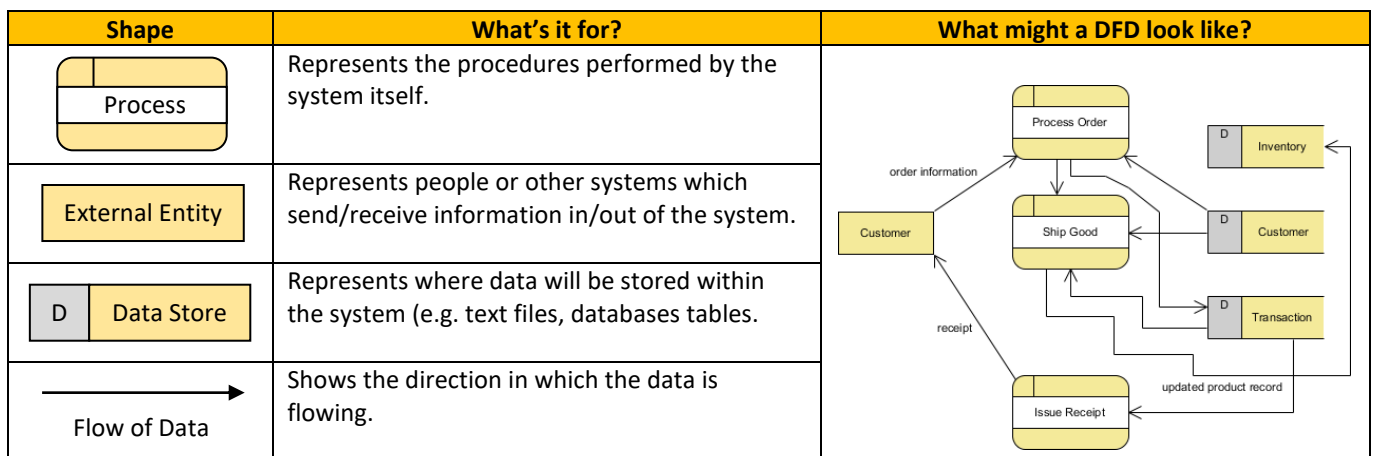 Shape
What's it for?
What might a DFD look like?
Process
Represents the procedures performed by the
system itself.
External Entity
Represents people or other systems which
send/receive information in/out of the system.
D
Data Store
Represents where data will be stored within
the system (e.g. text files, databases tables.
Flow of Data
Shows the direction in which the data is
flowing.
Process Order
D
Inventory
order information
Customer
Ship Good
D
Customer
D
Transaction
receipt
updated product record
Issue Receipt